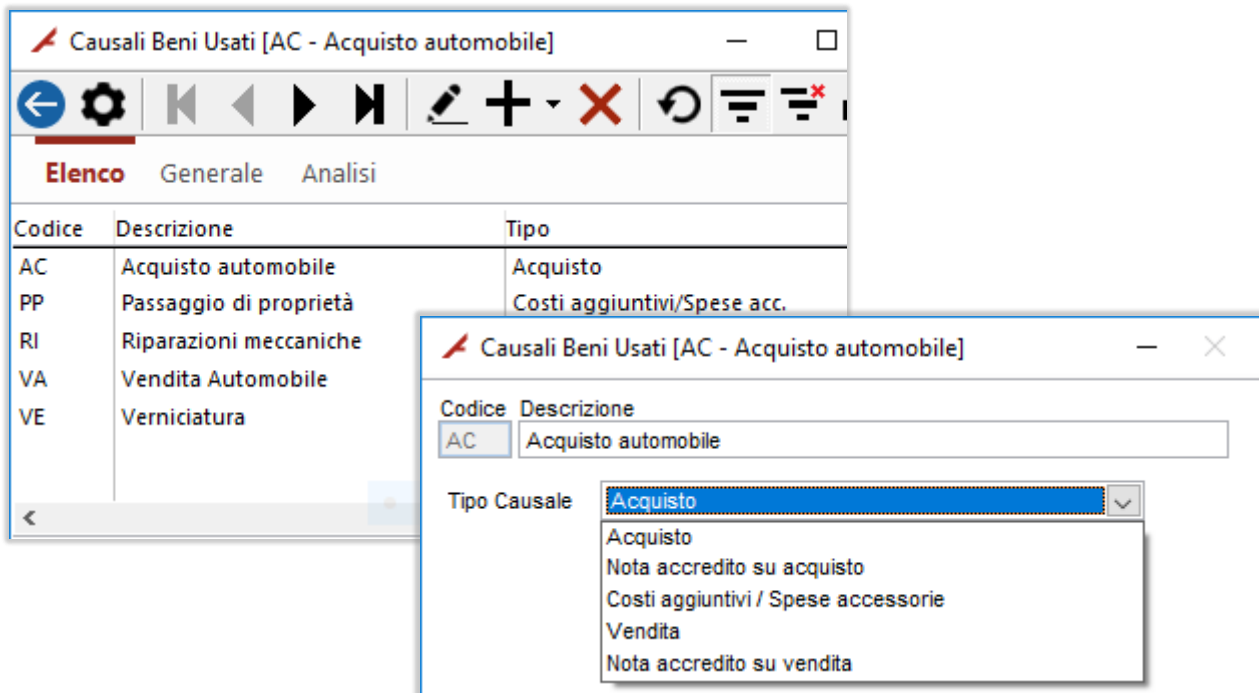 Causali Beni Usati [AC - Acquisto automobile]
Elenco Generale Analisi
Codice Descrizione Tipo
AC Acquisto automobile Acquisto
PP Passaggio di proprietà Costi aggiuntivi/Spese acc.
RI Riparazioni meccaniche
VA Vendita Automobile
VE Verniciatura
Causali Beni Usati [AC - Acquisto automobile]
Codice Descrizione
AC Acquisto automobile
Tipo Causale Acquisto
Acquisto
Nota accredito su acquisto
Costi aggiuntivi / Spese accessorie
Vendita
Nota accredito su vendita